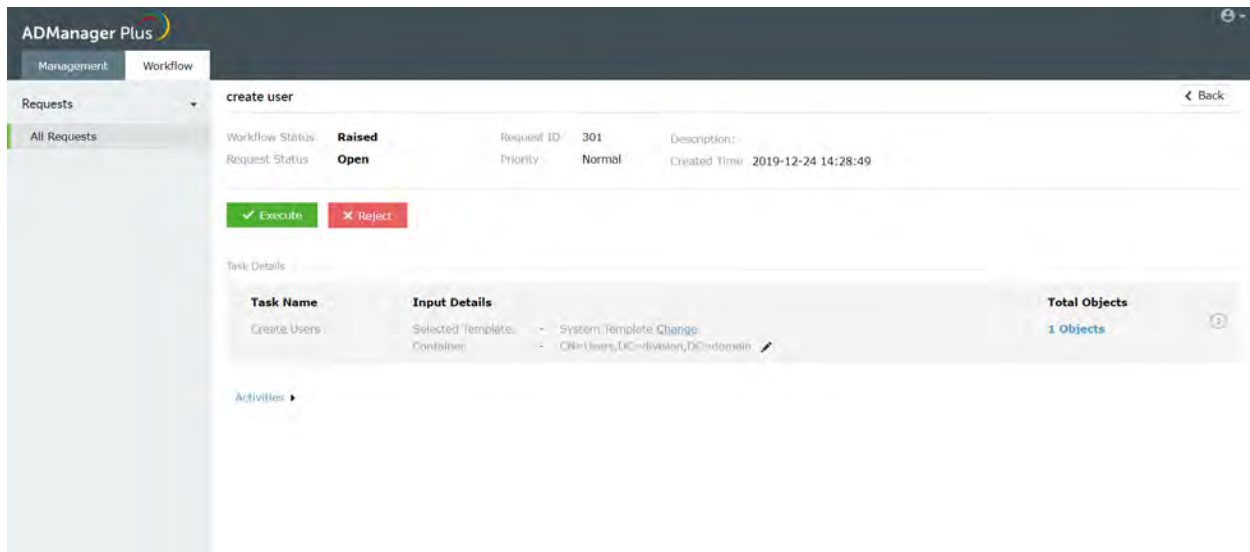 ADManager Plus
Management Workflow
Requests
All Requests
create user
Back
Workflow Status Raised Request ID 301 Description:
Request Status Open Priority Normal Created Time 2019-12-24 14:28:49
Execute Reject
Task Details
Task Name Input Details Total Objects
Create Users Selected Template - System Template Change 1 Objects
Container - CN=Users,DC=division,DC=domain
Activities